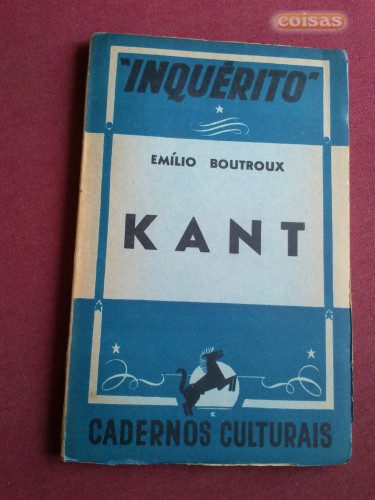 coisas
"INQUÉRITO"
EMÍLIO BOUTROUX
KANT
CADERNOS CULTURAIS